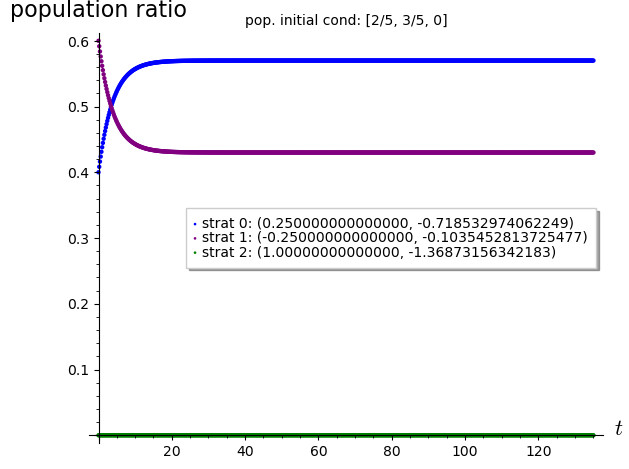 population ratio
pop. initial cond: [2/5, 3/5, 0]
0.6
0.5
0.4
0.3
0.2
0.1
strat 0: (0.250000000000000, -0.718532974062249)
strat 1: (-0.250000000000000, -0.1035452813725477)
strat 2: (1.00000000000000, -1.36873156342183)
20 40 60 80 100 120
t